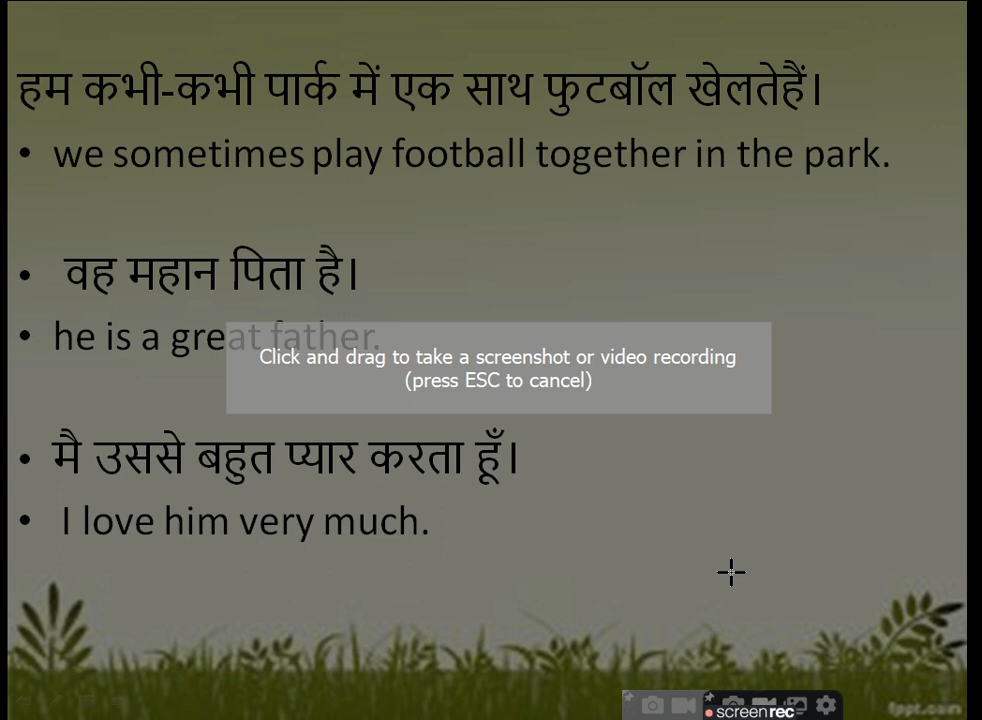 हम कभी-कभी पार्क में एक साथ फुटबॉल खेलतेहैं।
• we sometimes play football together in the park.
• वह महान पिता है।
• he is a great father.
Click and drag to take a screenshot or video recording
(press ESC to cancel)
• मै उससे बहुत प्यार करता हूँ।
• I love him very much.
screenrec
fppt.com